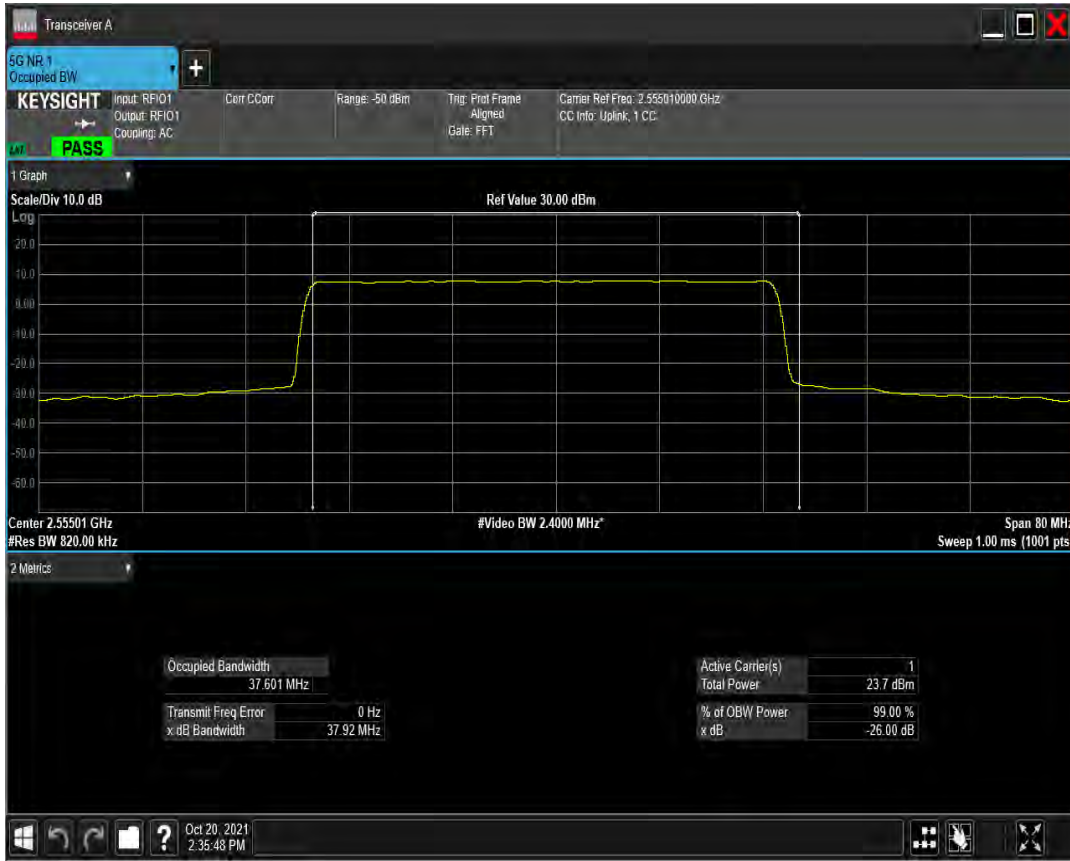 Transceiver A
5G NR 1
Occupied BW
+
KEYSIGHT
Input: RFIO1
Output: RFIO1
Coupling: AC
Corr CCorr
Range: -50 dBm
Trig: Prot Frame
Aligned
Gate: FFT
Carrier Ref Freq: 2.555010000 GHz
CC Info: Uplink, 1 CC
PASS
1 Graph
Scale/Div 10.0 dB
Ref Value 30.00 dBm
Log
20.0
10.0
0.00
-10.0
-20.0
-30.0
-40.0
-50.0
-60.0
Center 2.55501 GHz
#Video BW 2.4000 MHz*
Span 80 MHz
#Res BW 820.00 kHz
Sweep 1.00 ms (1001 pts
2 Metrics
Occupied Bandwidth
37.601 MHz
Transmit Freq Error 0 Hz
x dB Bandwidth 37.92 MHz
Active Carrier(s) 1
Total Power 23.7 dBm
% of OBW Power 99.00 %
x dB -26.00 dB
?
Oct 20, 2021
2:35:48 PM